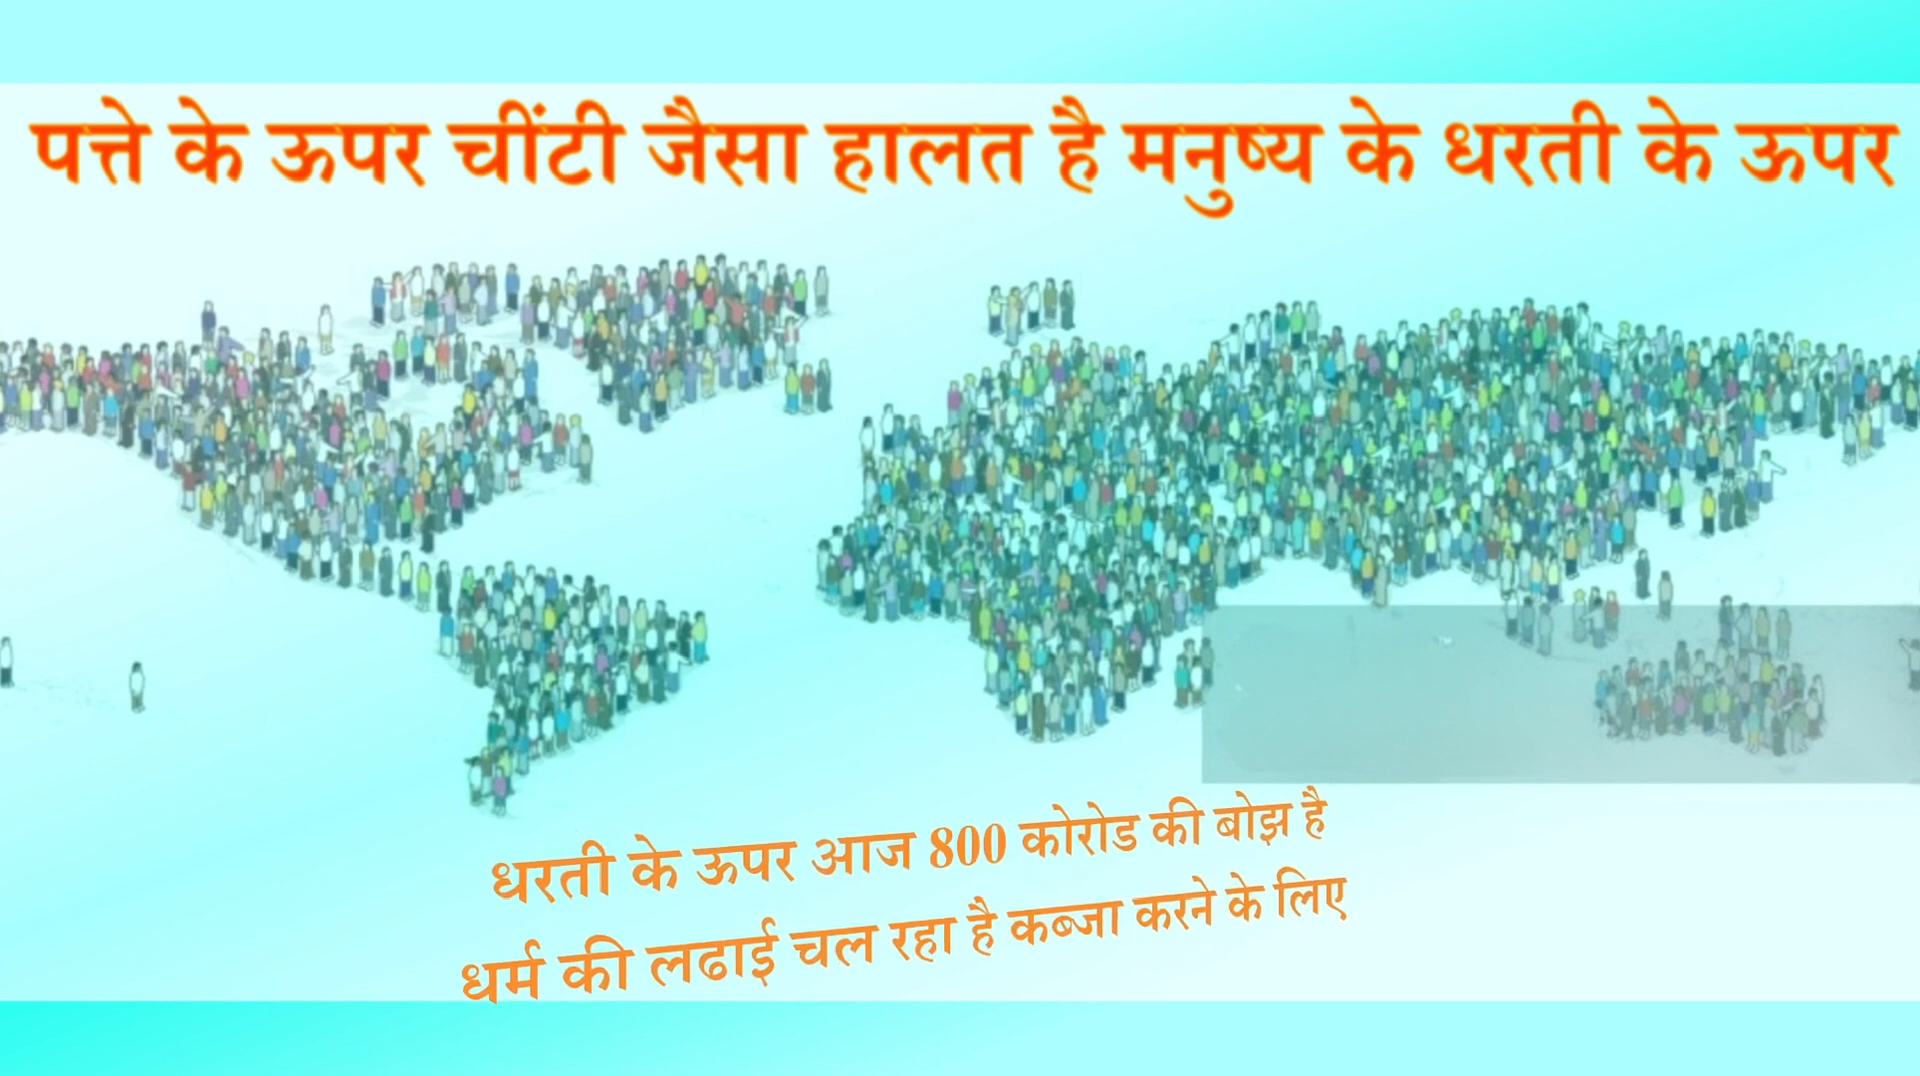 पत्ते के ऊपर चींटी जैसा हालत है मनुष्य के धरती के ऊपर
धरती के ऊपर आज 800 कोरोड की बोझ है
धर्म की लढाई चल रहा है कब्जा करने के लिए